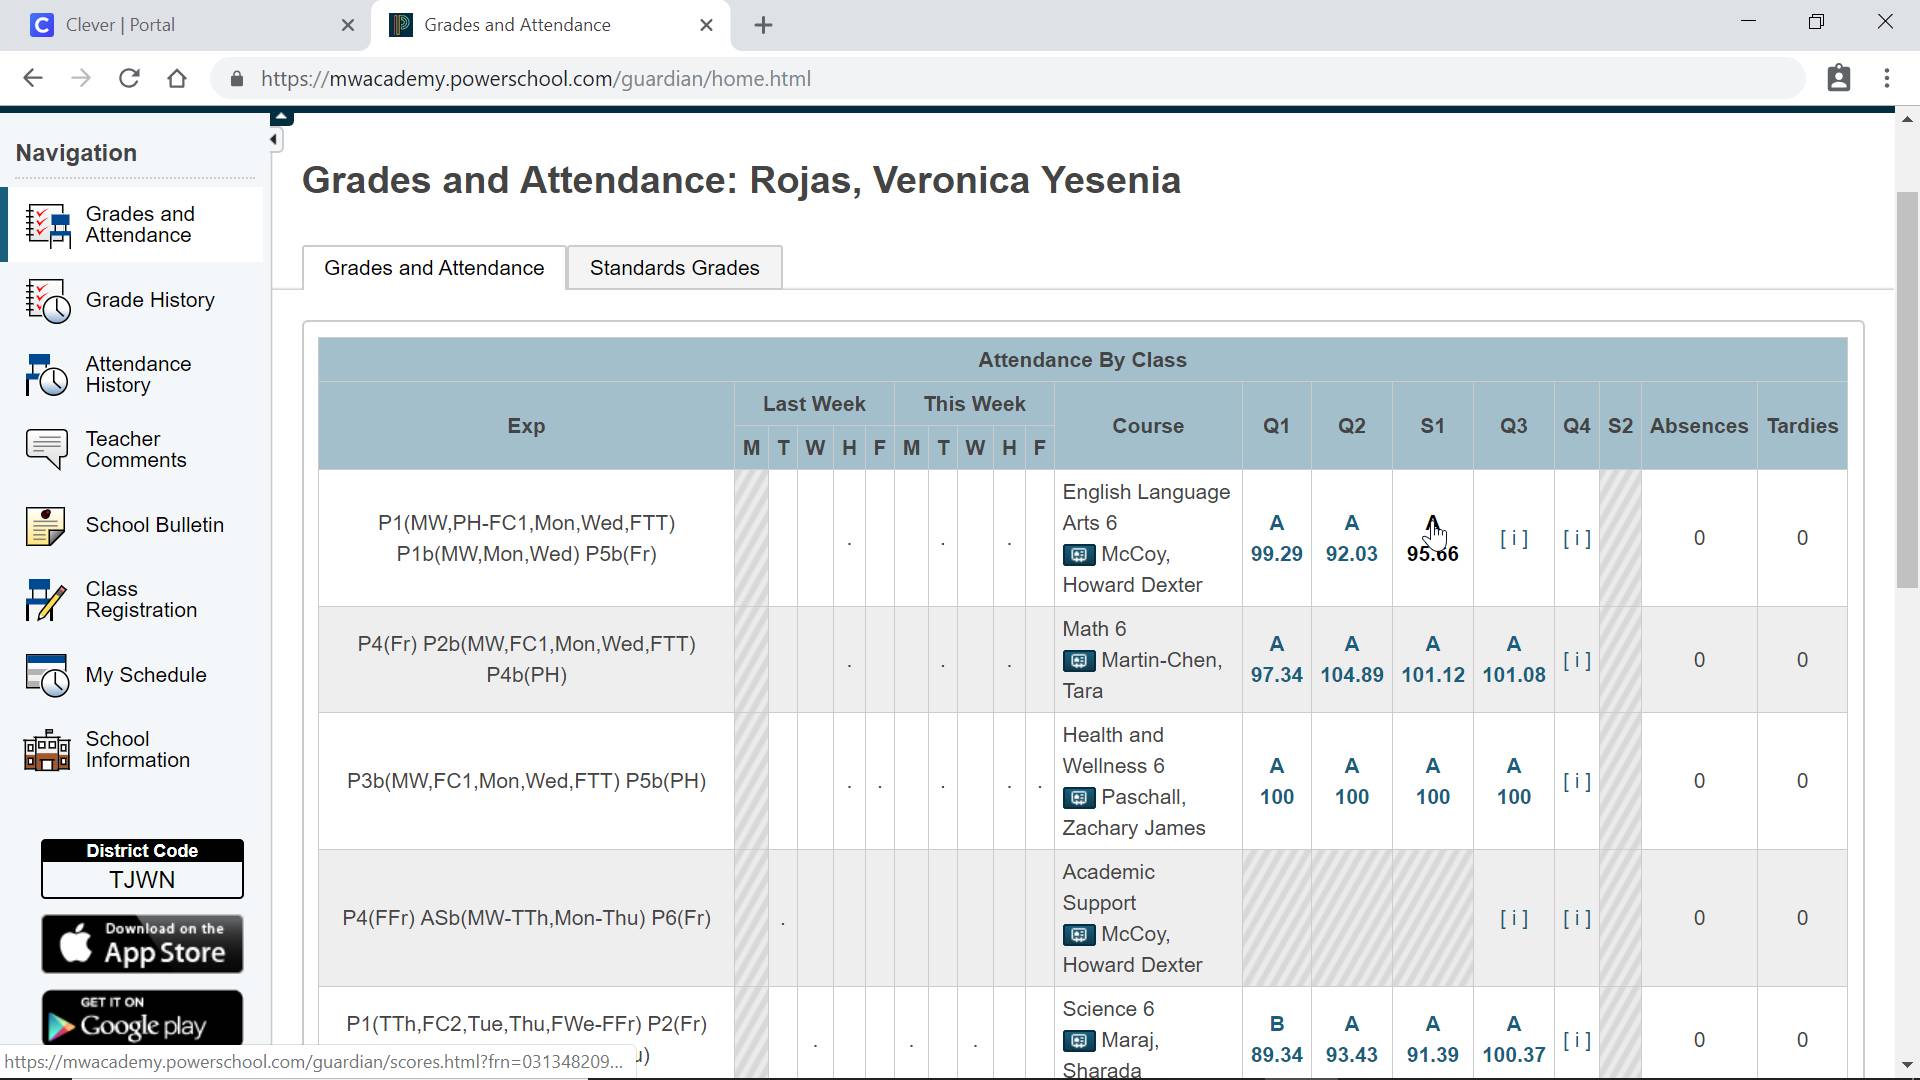 Clever | Portal
Grades and Attendance
https://mwacademy.powerschool.com/guardian/home.html
Navigation
Grades and
Attendance
Grade History
Attendance
History
Teacher
Comments
School Bulletin
Class
Registration
My Schedule
School
Information
District Code
TJWN
Download on the
App Store
GET IT ON
Google play
Grades and Attendance: Rojas, Veronica Yesenia
Grades and Attendance
Standards Grades
Attendance By Class
Exp
Last Week
This Week
Course
Q1
Q2
S1
Q3
Q4
S2
Absences
Tardies
M T W H F M T W H F
P1(MW,PH-FC1,Mon,Wed,FTT)
P1b(MW,Mon,Wed) P5b(Fr)
. . .
English Language
Arts 6
McCoy,
Howard Dexter
A
99.29
A
92.03
A
95.66
[ i ]
[ i ]
0
0
P4(Fr) P2b(MW,FC1,Mon,Wed,FTT)
P4b(PH)
. . .
Math 6
Martin-Chen,
Tara
A
97.34
A
104.89
A
101.12
A
101.08
[ i ]
0
0
P3b(MW,FC1,Mon,Wed,FTT) P5b(PH)
. . . . .
Health and
Wellness 6
Paschall,
Zachary James
A
100
A
100
A
100
A
100
[ i ]
0
0
P4(FFr) ASb(MW-TTh,Mon-Thu) P6(Fr)
.
Academic
Support
McCoy,
Howard Dexter
[ i ]
[ i ]
0
0
P1(TTh,FC2,Tue,Thu,FWe-FFr) P2(Fr)
. . .
Science 6
Maraj,
Sharada
B
89.34
A
93.43
A
91.39
A
100.37
[ i ]
0
0
https://mwacademy.powerschool.com/guardian/scores.html?frn=031348209...